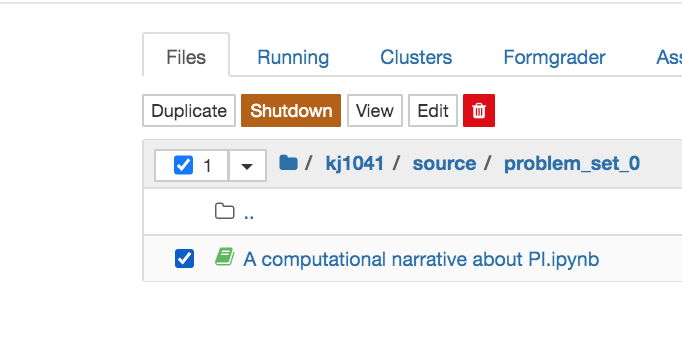 Files Running Clusters Formgrader Ass
Duplicate Shutdown View Edit
1 / kj1041 / source / problem_set_0
..
A computational narrative about PI.ipynb